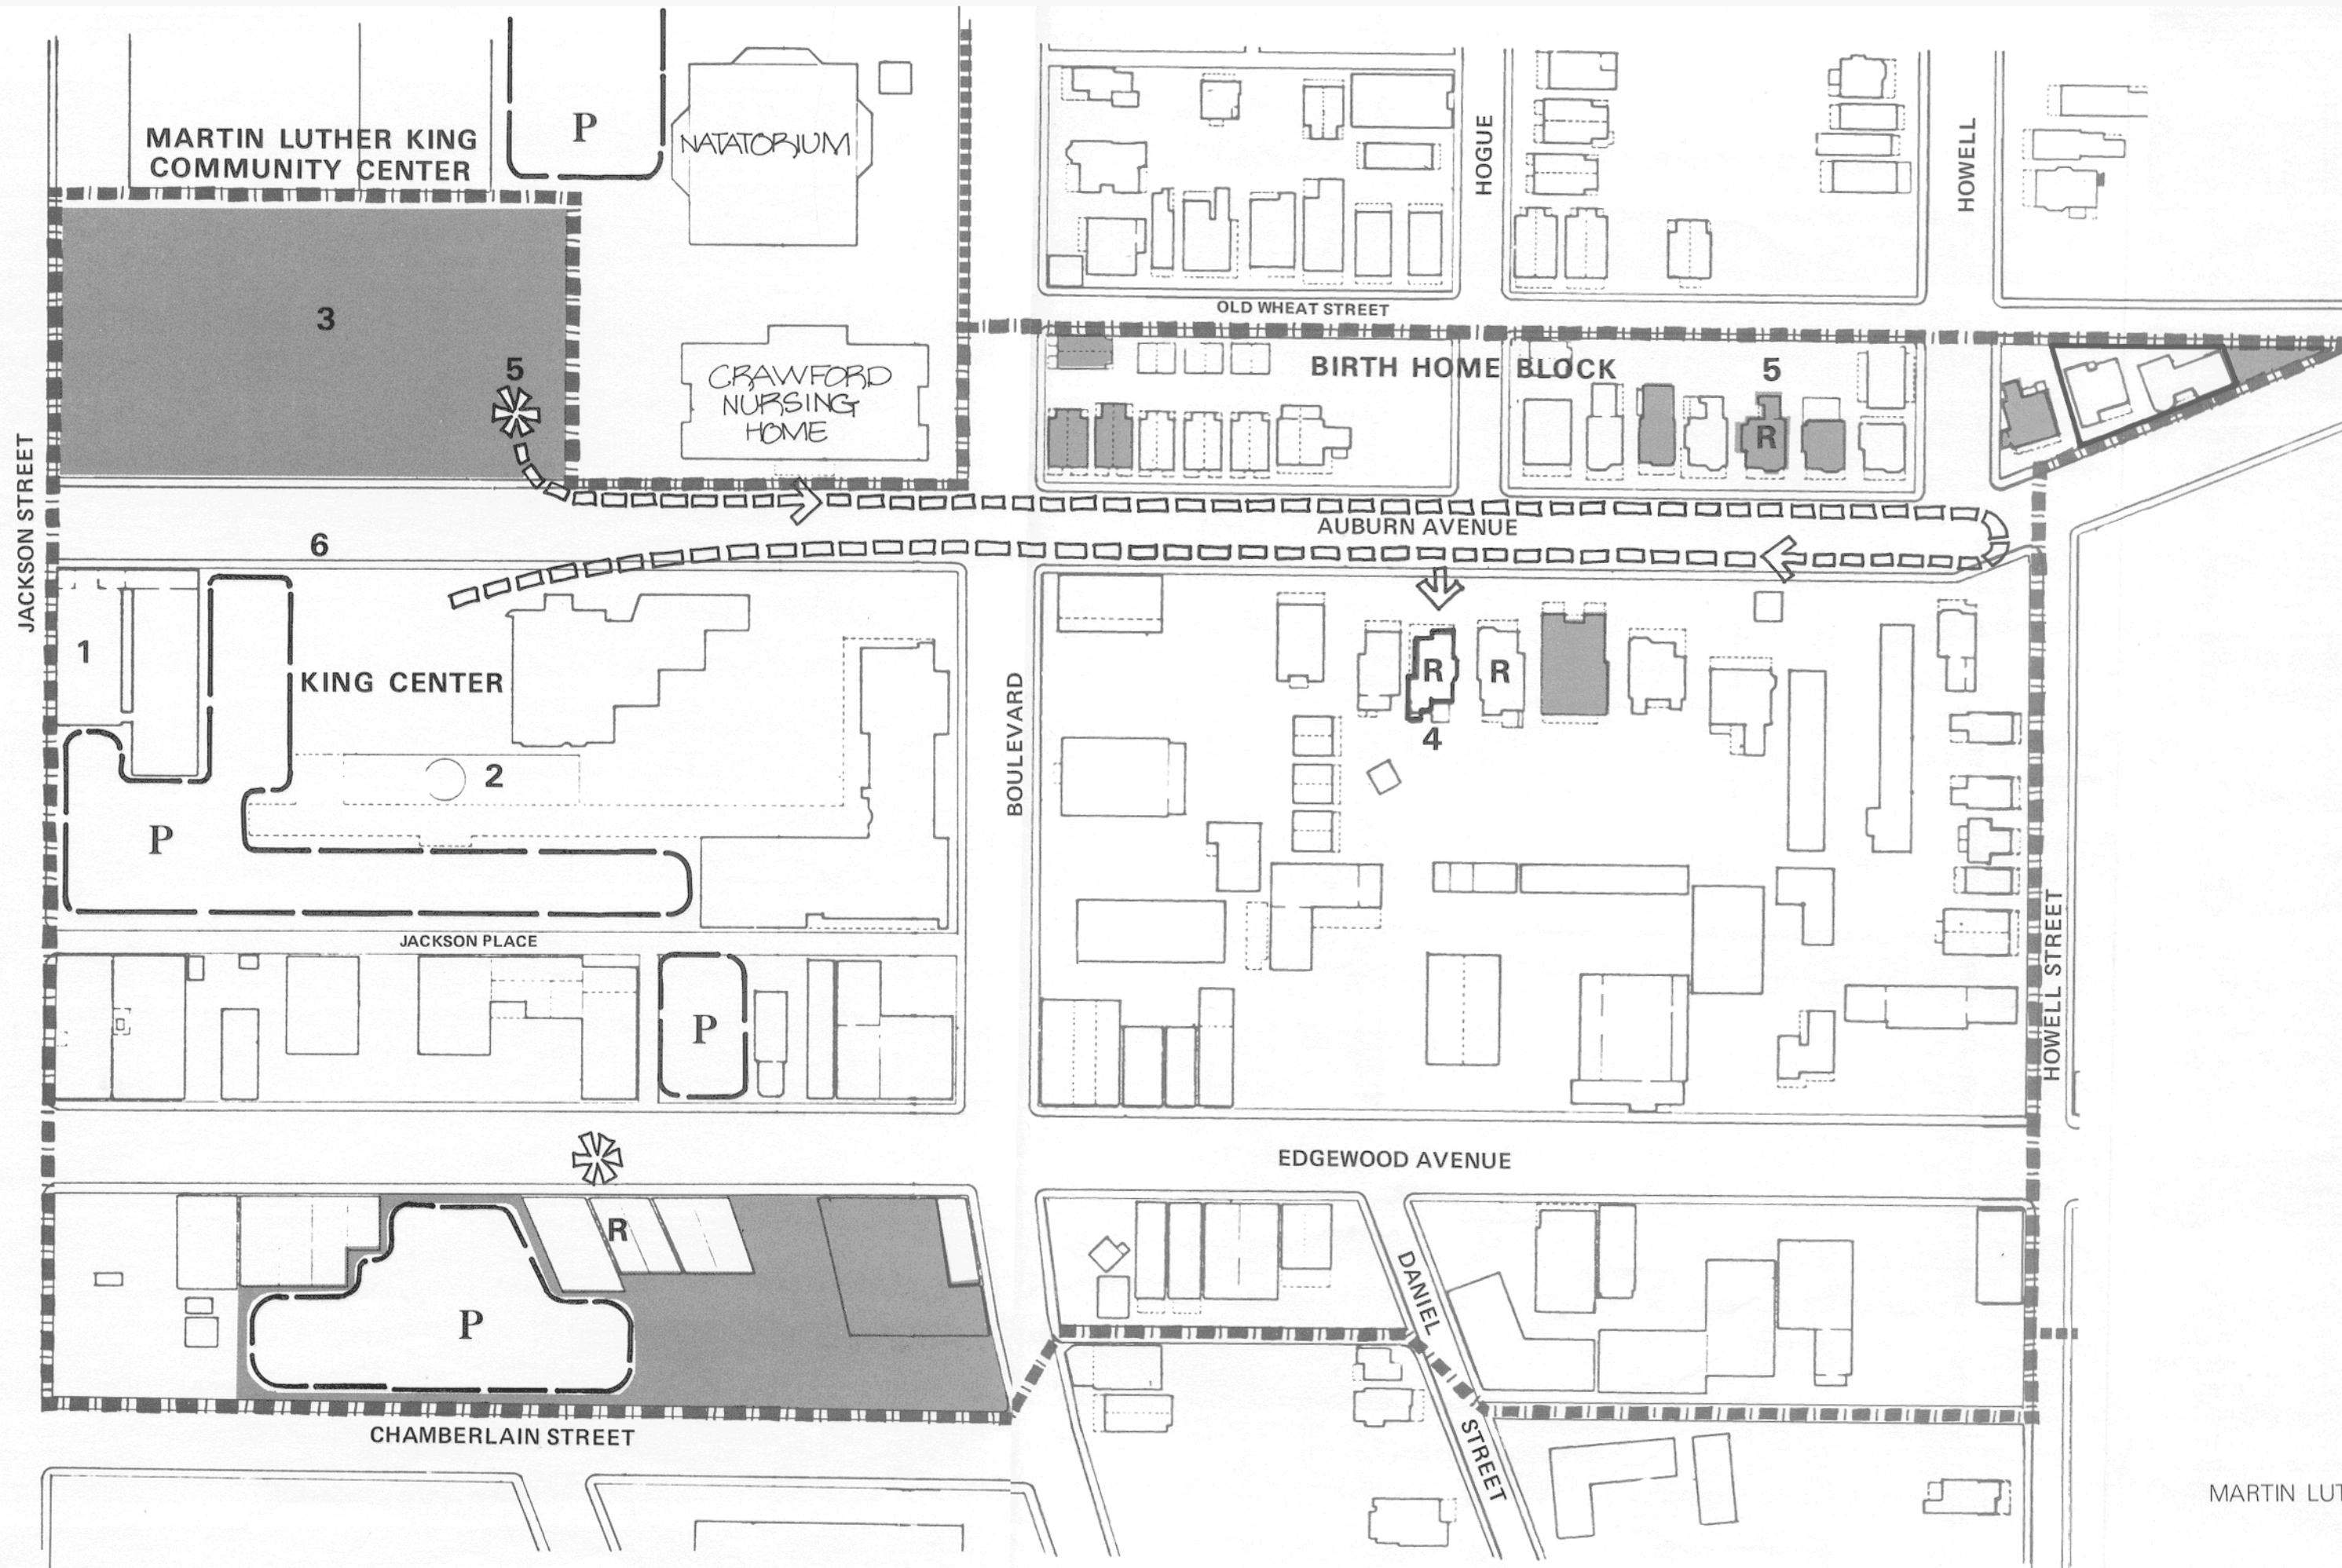 P
MARTIN LUTHER KING
COMMUNITY CENTER
NATATORIUM
HOGUE
HOWELL
3
OLD WHEAT STREET
5
CRAWFORD
NURSING
HOME
BIRTH HOME BLOCK
5
R
JACKSON STREET
AUBURN AVENUE
6
1
KING CENTER
BOULEVARD
R
R
4
2
P
JACKSON PLACE
P
HOWELL STREET
EDGEWOOD AVENUE
R
P
DANIEL
STREET
CHAMBERLAIN STREET
MARTIN LUT